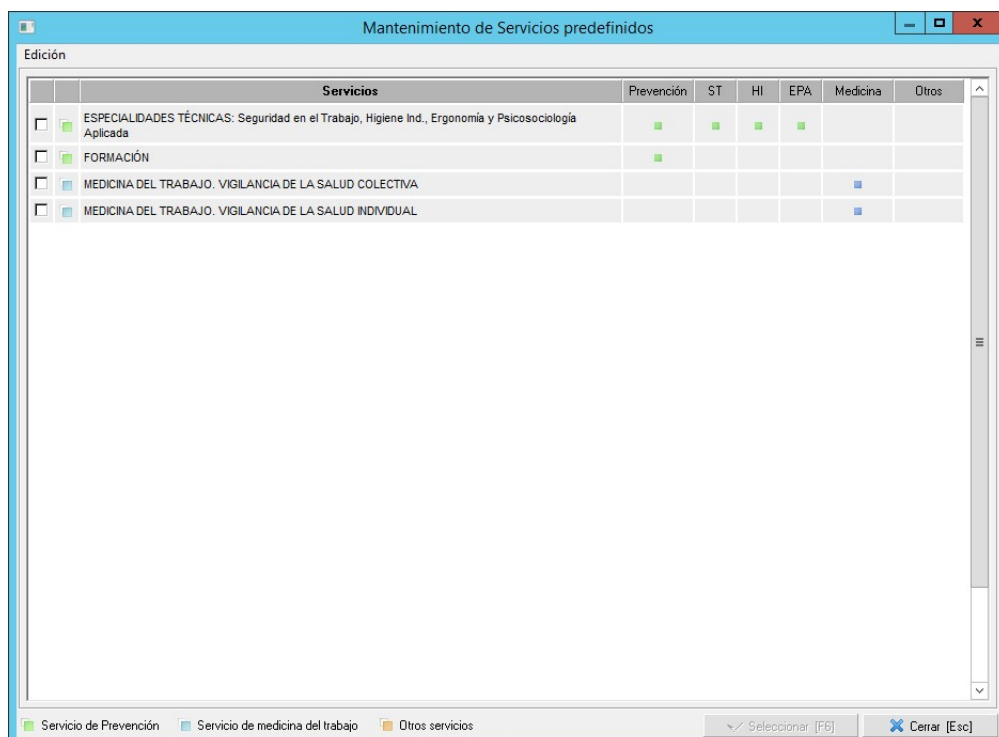 Mantenimiento de Servicios predefinidos
Edición
Servicios Prevención ST HI EPA Medicina Otros
ESPECIALIDADES TÉCNICAS: Seguridad en el Trabajo, Higiene Ind., Ergonomía y Psicosociología
Aplicada
FORMACIÓN
MEDICINA DEL TRABAJO. VIGILANCIA DE LA SALUD COLECTIVA
MEDICINA DEL TRABAJO. VIGILANCIA DE LA SALUD INDIVIDUAL
Servicio de Prevención Servicio de medicina del trabajo Otros servicios Seleccionar [F6] Cerrar [Esc]